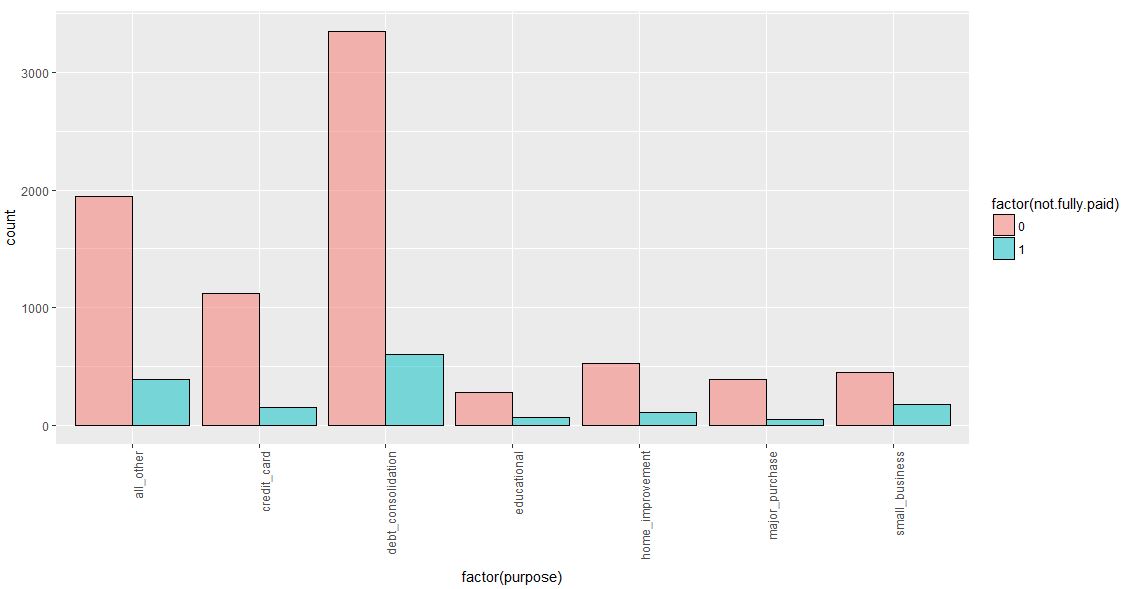 3000
2000
1000
0
count
all_other
credit_card
debt_consolidation
educational
home_improvement
major_purchase
small_business
factor(purpose)
factor(not.fully.paid)
0
1